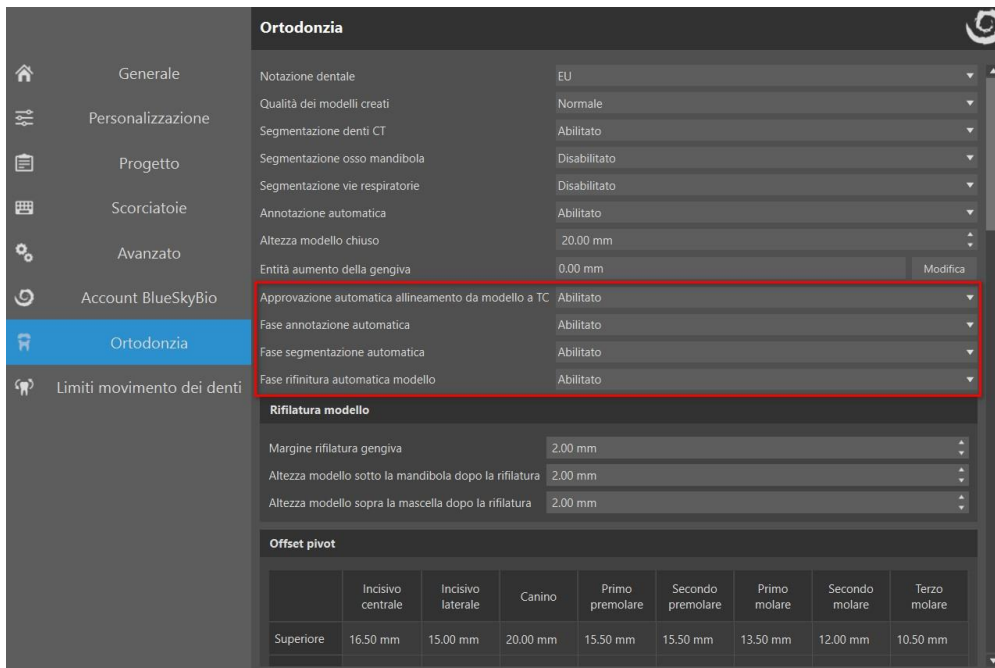 Ortodonzia
Generale
Personalizzazione
Progetto
Scorciatoie
Avanzato
Account BlueSkyBio
Ortodonzia
Limiti movimento dei denti
Notazione dentale EU
Qualità dei modelli creati Normale
Segmentazione denti CT Abilitato
Segmentazione osso mandibola Disabilitato
Segmentazione vie respiratorie Disabilitato
Annotazione automatica Abilitato
Altezza modello chiuso 20.00 mm
Entità aumento della gengiva 0.00 mm Modifica
Approvazione automatica allineamento da modello a TC Abilitato
Fase annotazione automatica Abilitato
Fase segmentazione automatica Abilitato
Fase rifinitura automatica modello Abilitato
Rifilatura modello
Margine rifilatura gengiva 2.00 mm
Altezza modello sotto la mandibola dopo la rifilatura 2.00 mm
Altezza modello sopra la mascella dopo la rifilatura 2.00 mm
Offset pivot
Incisivo centrale Incisivo laterale Canino Primo premolare Secondo premolare Primo molare Secondo molare Terzo molare
Superiore 16.50 mm 15.00 mm 20.00 mm 15.50 mm 15.50 mm 13.50 mm 12.00 mm 10.50 mm